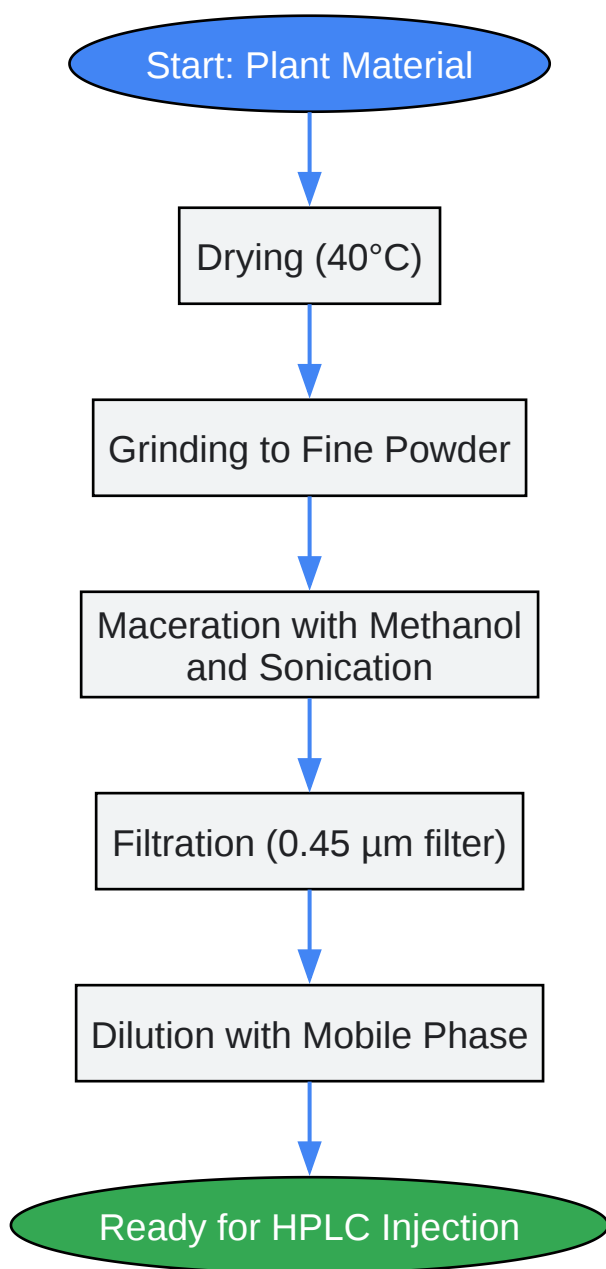 Start: Plant Material
Drying (40°C)
Grinding to Fine Powder
Maceration with Methanol
and Sonication
Filtration (0.45 µm filter)
Dilution with Mobile Phase
Ready for HPLC Injection